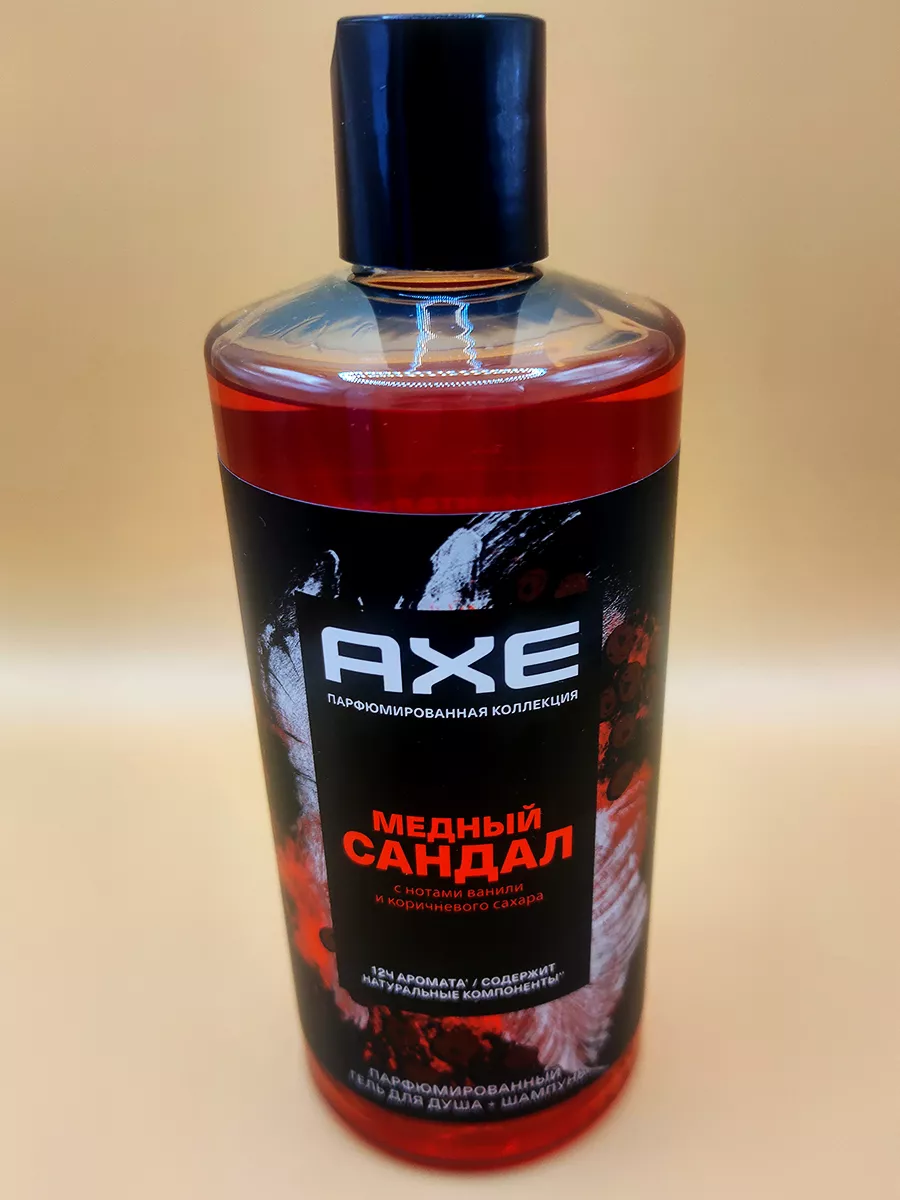 AXE
ПАРФЮМИРОВАННАЯ КОЛЛЕКЦИЯ
МЕДНЫЙ
САНДАЛ
с нотами ванили
и коричневого сахара
12Ч АРОМАТА* / СОДЕРЖИТ
НАТУРАЛЬНЫЕ КОМПОНЕНТЫ**
ПАРФЮМИРОВАННЫЙ
ГЕЛЬ ДЛЯ ДУША + ШАМПУНЬ